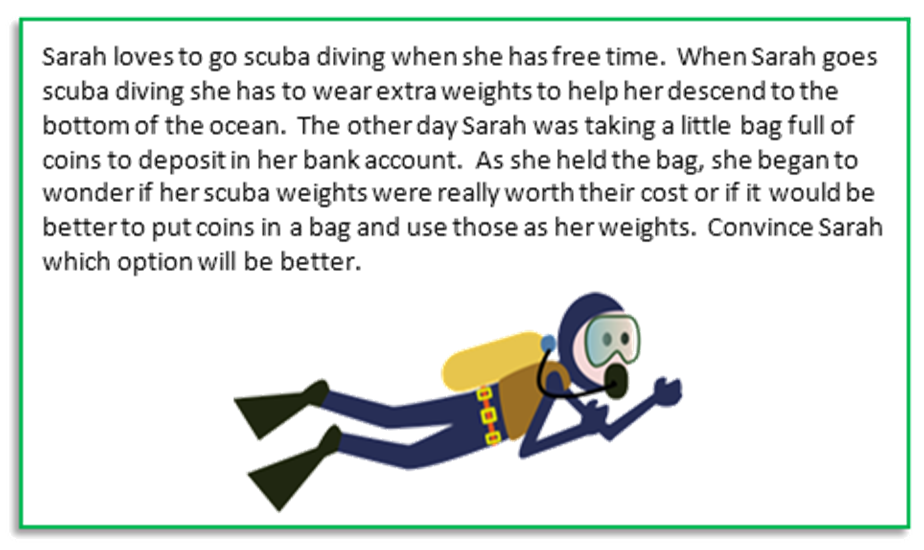 Sarah loves to go scuba diving when she has free time.  When Sarah goes
scuba diving she has to wear extra weights to help her descend to the
bottom of the ocean.  The other day Sarah was taking a little bag full of
coins to deposit in her bank account.  As she held the bag, she began to
wonder if her scuba weights were really worth their cost or if it would be
better to put coins in a bag and use those as her weights.  Convince Sarah
which option will be better.